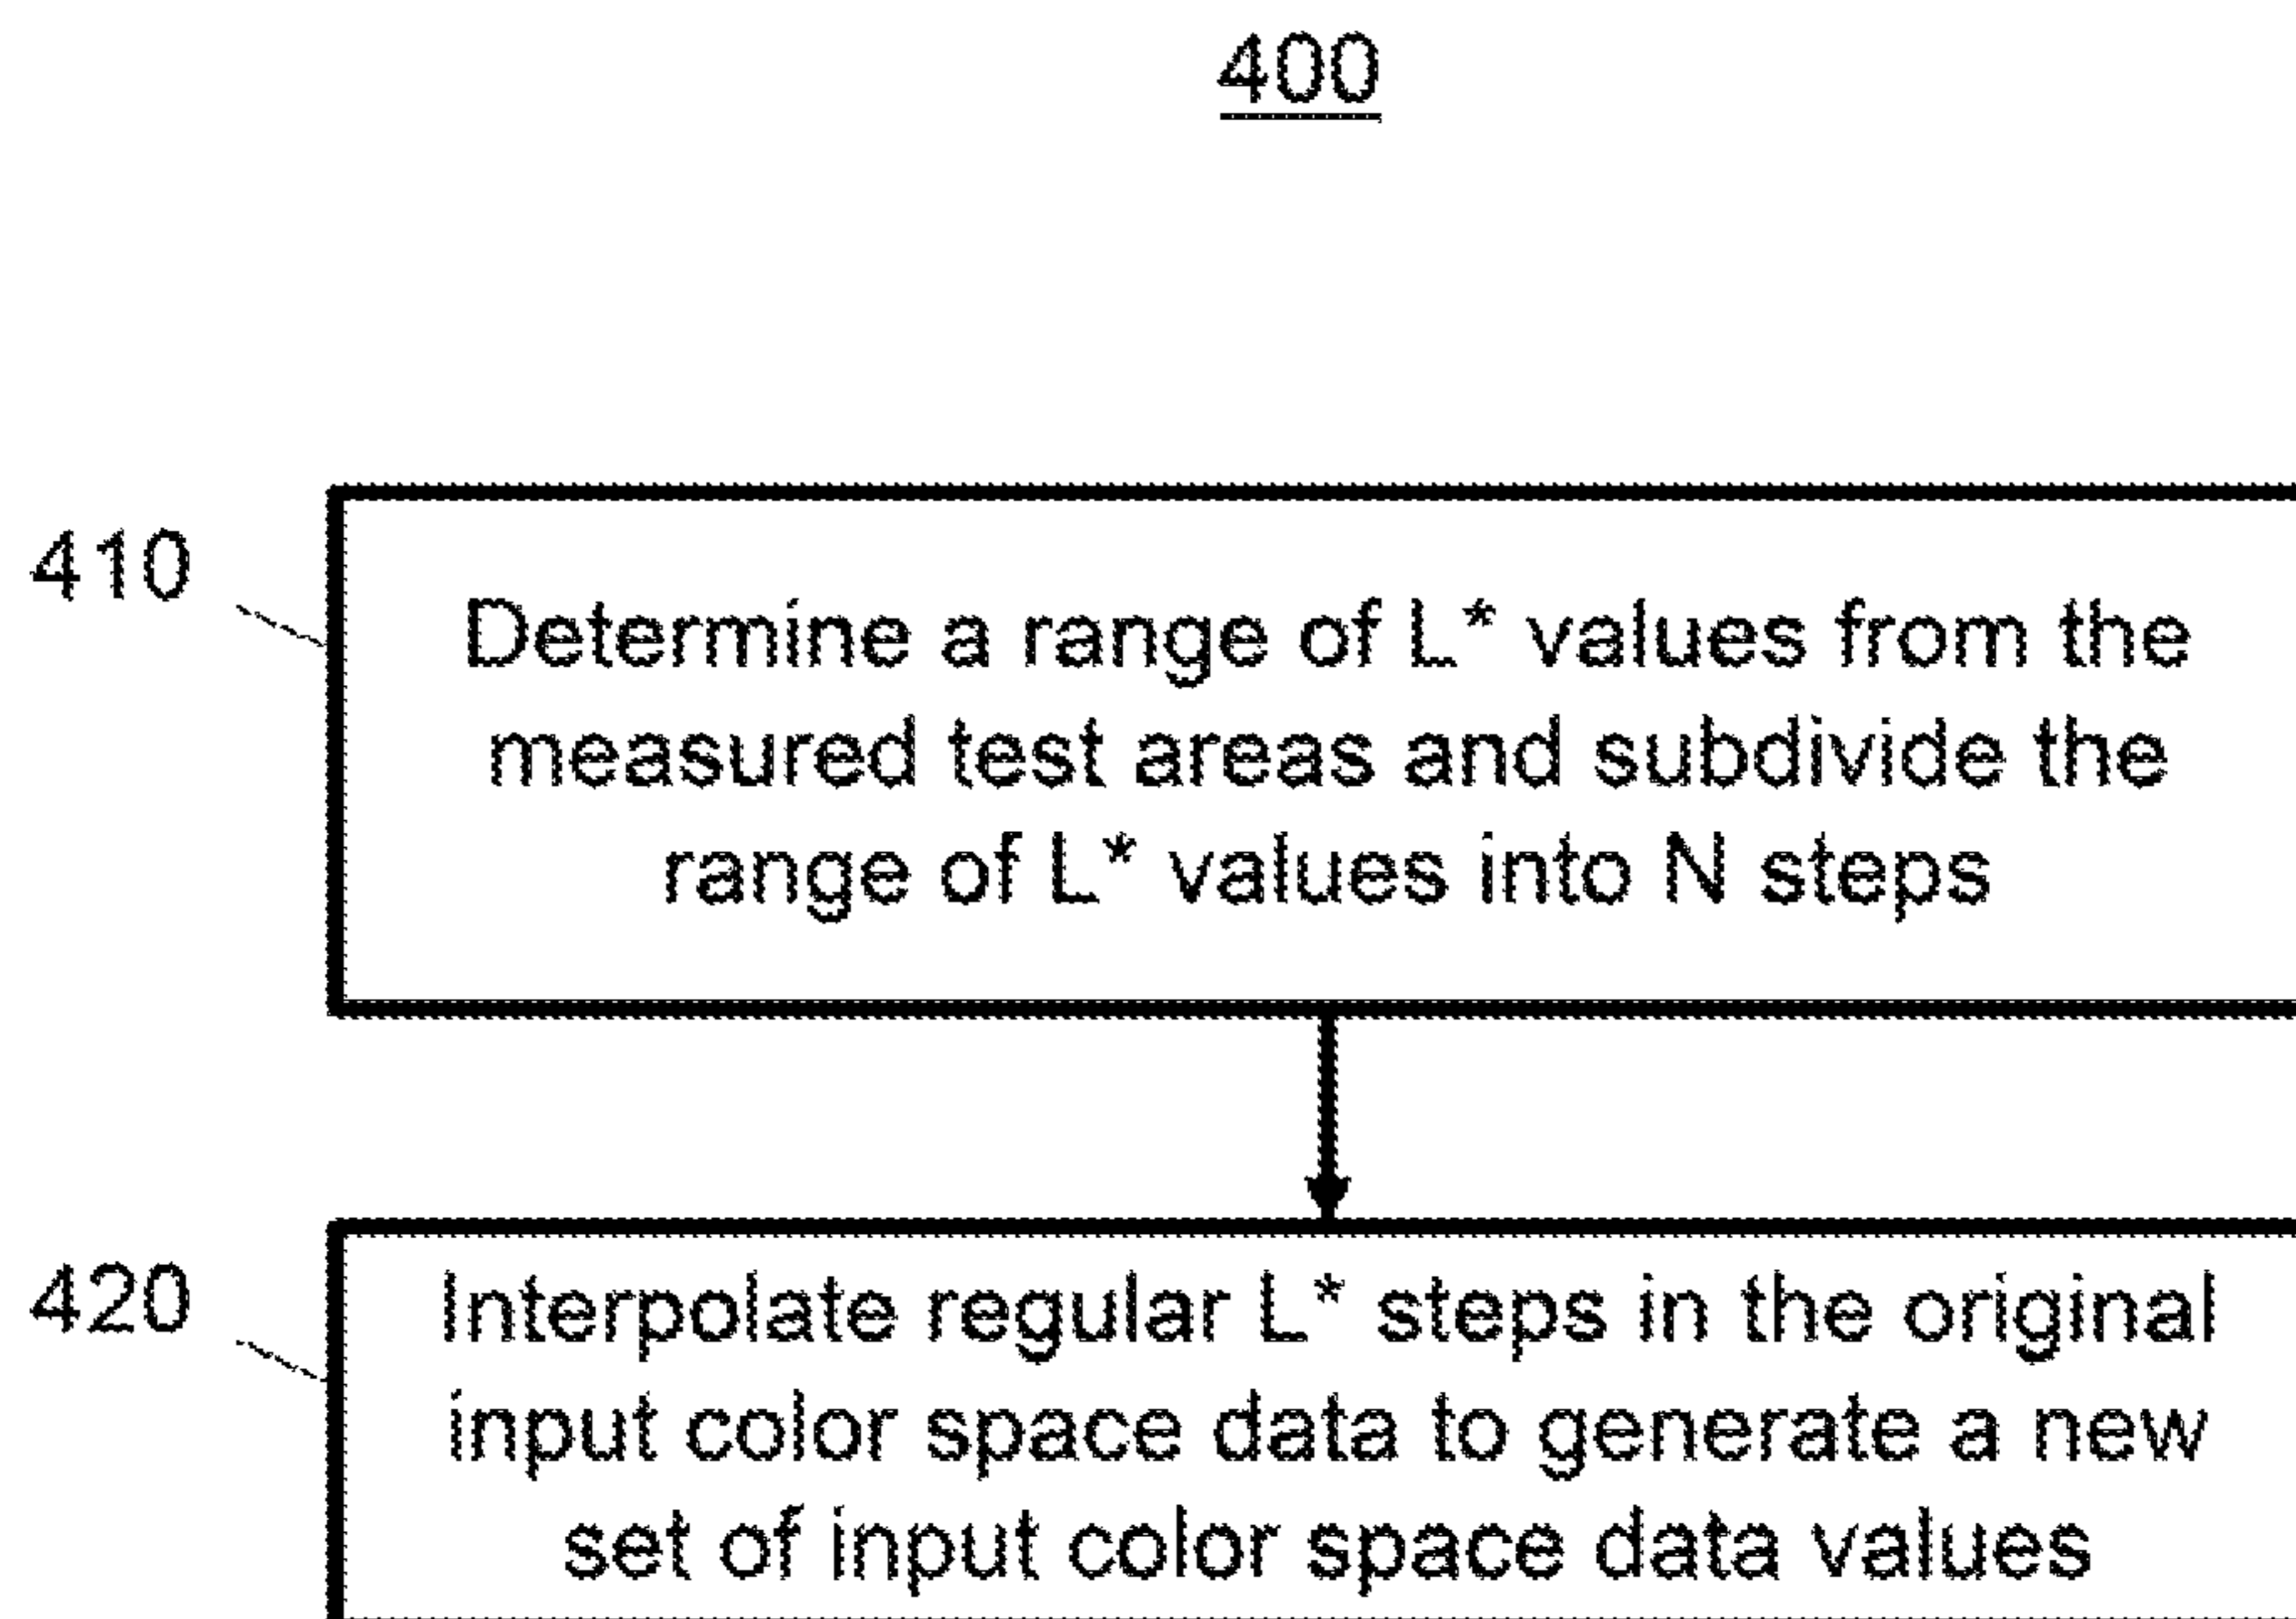 400
410
Determine a range of L* values from the
measured test areas and subdivide the
range of L* values into N steps
420
Interpolate regular L* steps in the original
input color space data to generate a new
set of input color space data values